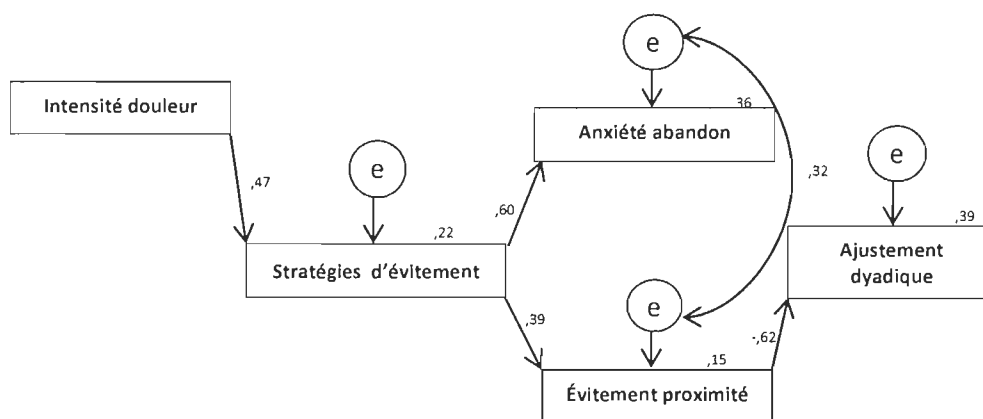 e
36
Intensité douleur
Anxiété abandon
e
e
,47
,60
,32
,22
,39
Stratégies d'évitement
Ajustement
dyadique
e
,39
-,62
,15
Évitement proximité